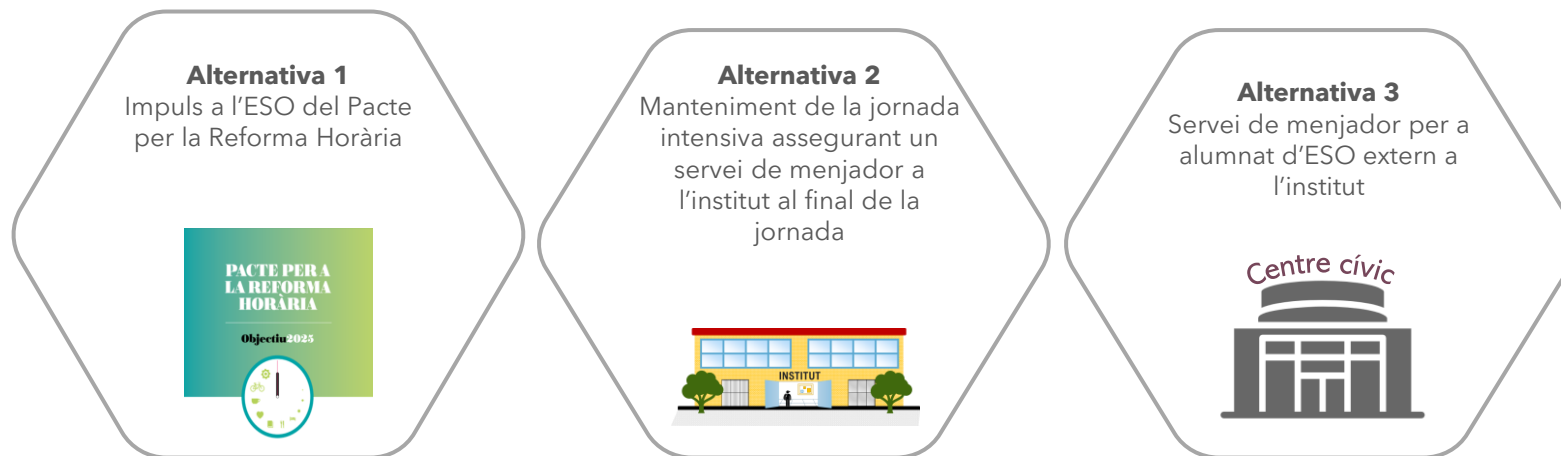 Alternativa 1
Impuls a l’ESO del Pacte
per la Reforma Horària
PACTE PER A
LA REFORMA
HORÀRIA
Objectiu2025
Alternativa 2
Manteniment de la jornada
intensiva assegurant un
servei de menjador a
l’institut al final de la
jornada
INSTITUT
Alternativa 3
Servei de menjador per a
alumnat d’ESO extern a
l’institut
Centre cívic